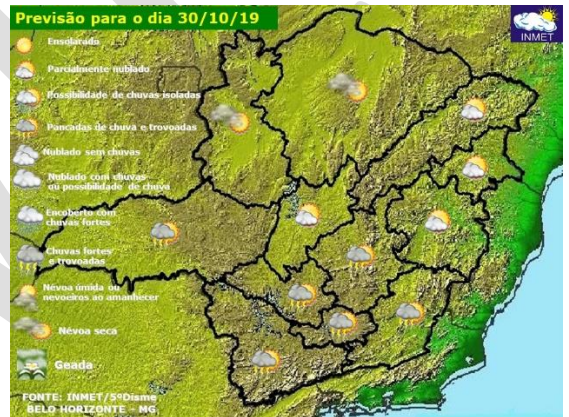 Previsão para o dia 30/10/19
INMET
Ensolarado
Parcialmente nublado
Possibilidade de chuvas isoladas
Pancadas de chuva e trovoadas
Nublado sem chuvas
Nublado com chuvas
ou possibilidade de chuva
Encoberto com
chuvas fortes
Chuvas fortes
e trovoadas
Névoa úmida ou
nevoeiros ao amanhecer
Névoa seca
Geada
FONTE: INMET/5ºDisme
BELO HORIZONTE - MG